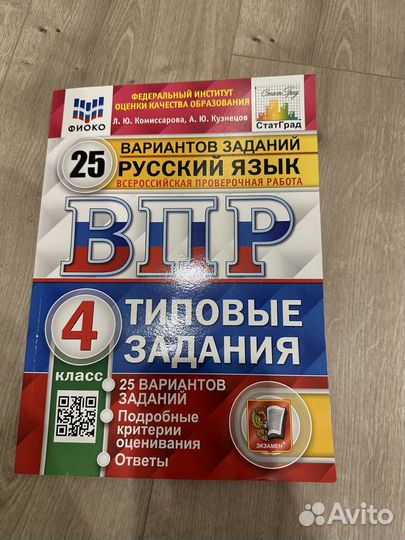 ФЕДЕРАЛЬНЫЙ ИНСТИТУТ
ОЦЕНКИ КАЧЕСТВА ОБРАЗОВАНИЯ
Л. Ю. Комиссарова, А. Ю. Кузнецов
ФИОКО
СтатГрад
СтатГрад
25 ВАРИАНТОВ ЗАДАНИЙ
РУССКИЙ ЯЗЫК
ВСЕРОССИЙСКАЯ ПРОВЕРОЧНАЯ РАБОТА
ВПР
4
класс
ТИПОВЫЕ
ЗАДАНИЯ
• 25 ВАРИАНТОВ
ЗАДАНИЙ
• Подробные
критерии
оценивания
• Ответы
ЭКЗАМЕН
Avito